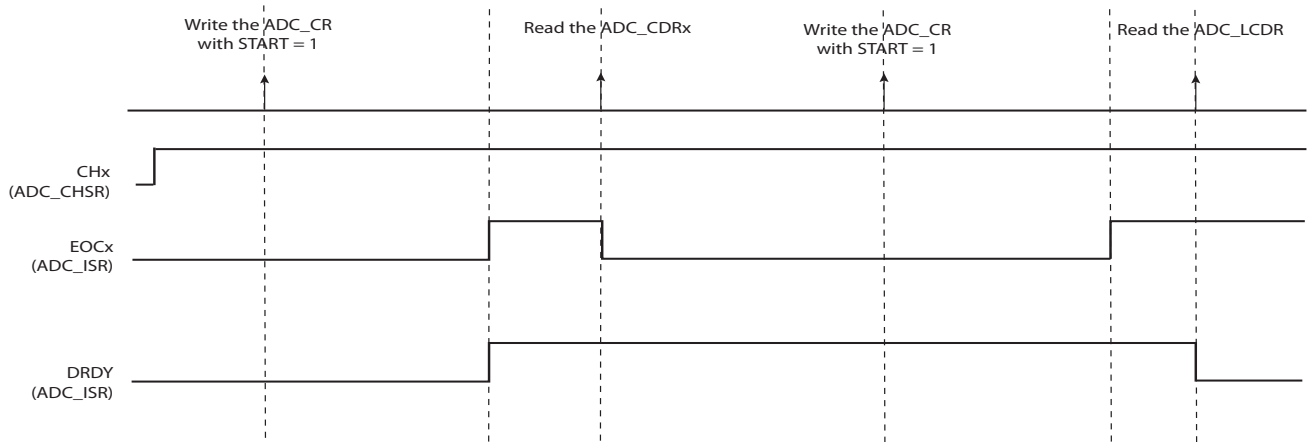 Write the ADC_CR
with START = 1
Read the ADC_CDRx
Write the ADC_CR
with START = 1
Read the ADC_LCDR
CHx
(ADC_CHSR)
EOCx
(ADC_ISR)
DRDY
(ADC_ISR)